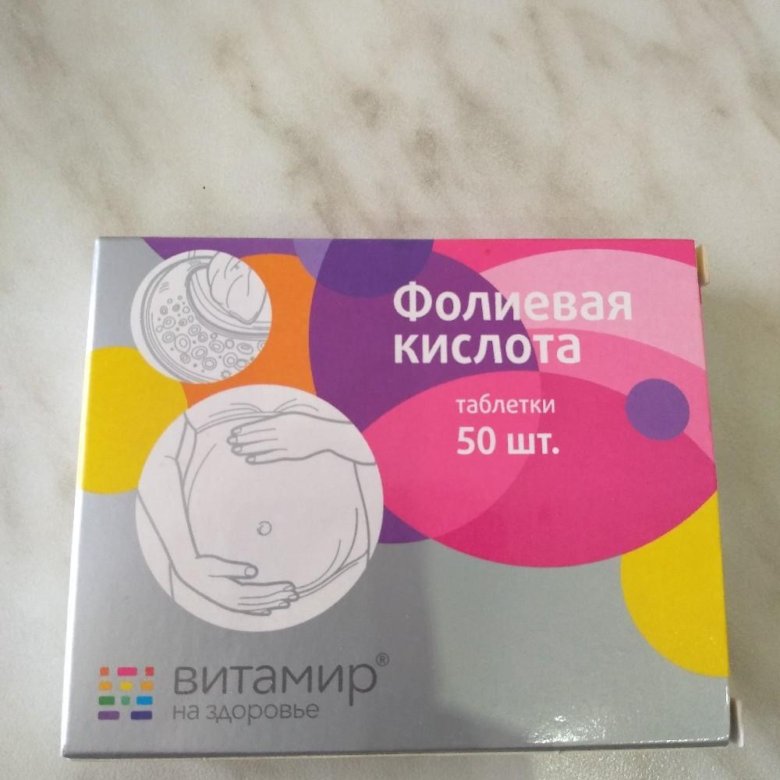 Фолиевая
кислота
таблетки
50 шт.
витамир®
на здоровье